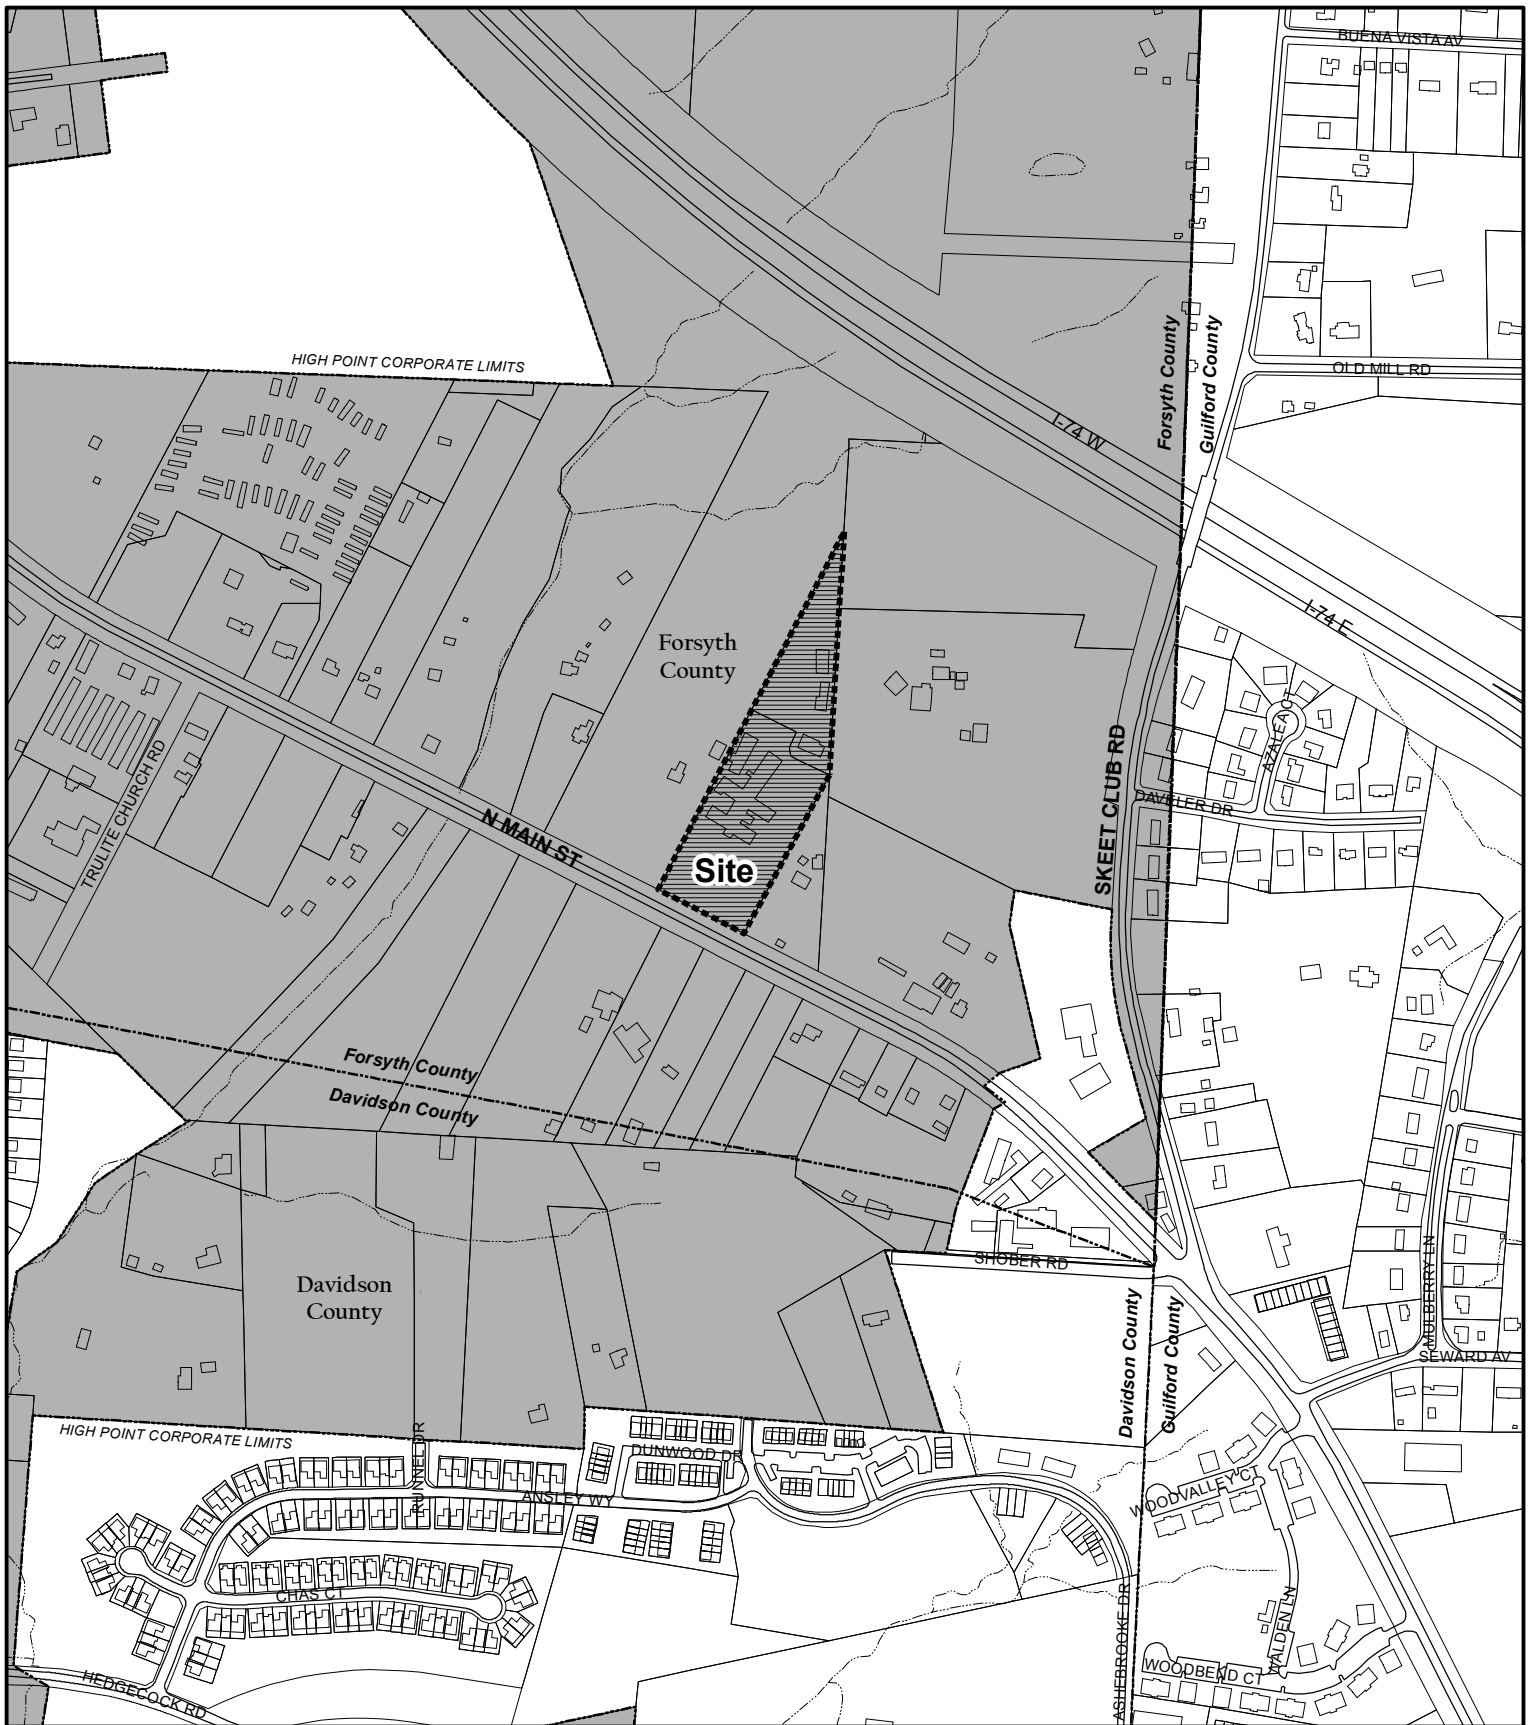 BUENA VISTA AV
HIGH POINT CORPORATE LIMITS
Forsyth County
Guilford County
OLD MILL RD
I-74 W
I-74 E
Forsyth
County
AZALEA CT
SKEET CLUB RD
DAVELER DR
TRULITE CHURCH RD
N MAIN ST
Site
Forsyth County
Davidson County
SHOBER RD
Davidson
County
Davidson County
Guilford County
MULBERRY LN
SEWARD AV
HIGH POINT CORPORATE LIMITS
DUNWOOD DR
ANSLEY WY
WOODVALLEY CT
CHAS CT
ASHEBROOKE DR
WALDEN LN
WOODBEND CT
HEDGECOCK RD